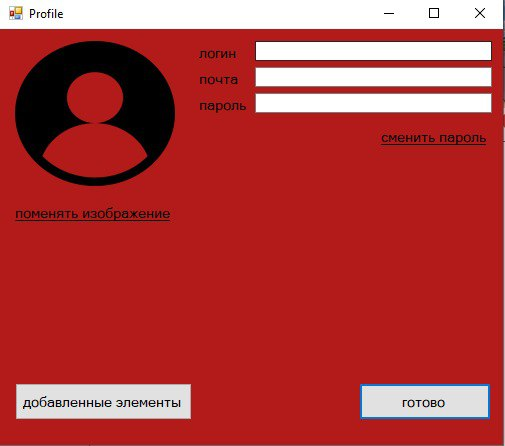 Profile
логин
почта
пароль
сменить пароль
поменять изображение
добавленные элементы
готово